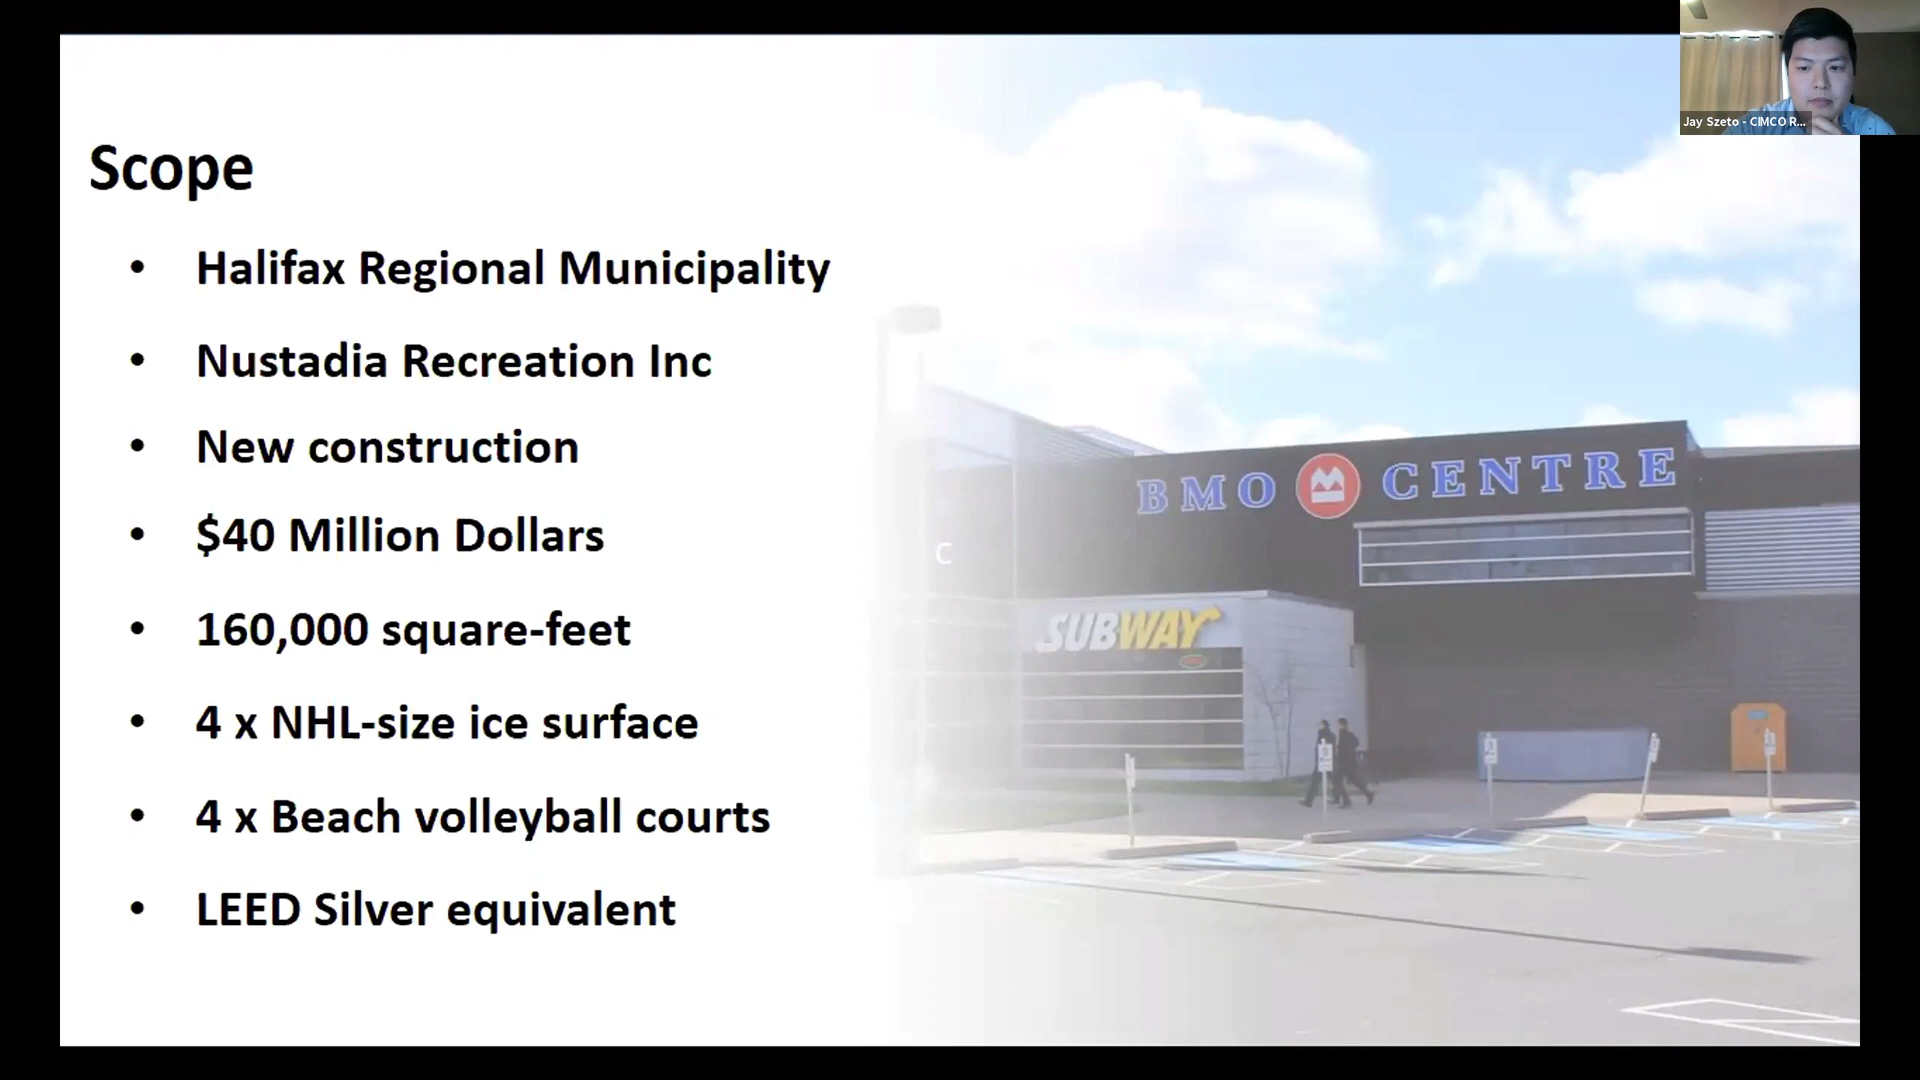 Jay Szeto - CIMCO R...
Scope
• Halifax Regional Municipality
• Nustadia Recreation Inc
• New construction
• $40 Million Dollars
• 160,000 square-feet
• 4 x NHL-size ice surface
• 4 x Beach volleyball courts
• LEED Silver equivalent
BMO CENTRE
C
SUBWAY